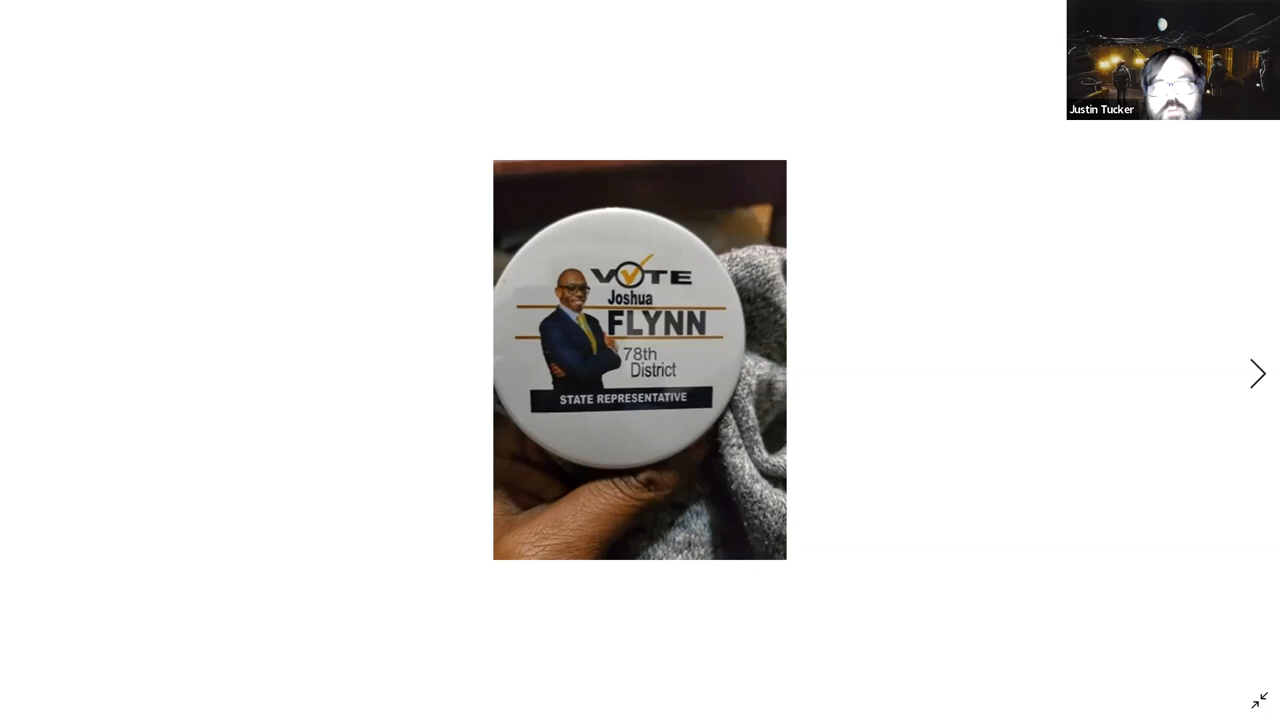 Justin Tucker
VOTE
Joshua
FLYNN
78th
District
STATE REPRESENTATIVE